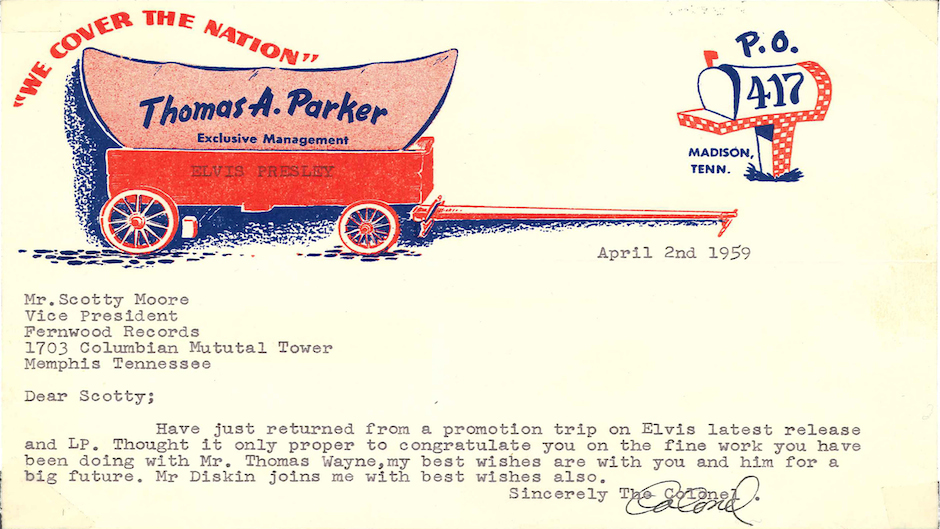 "WE COVER THE NATION"
Thomas A. Parker
Exclusive Management
ELVIS PRESLEY
P.O.
417
MADISON,
TENN.
April 2nd 1959
Mr.Scotty Moore
Vice President
Fernwood Records
1703 Columbian Mututal Tower
Memphis Tennessee
Dear Scotty;
Have just returned from a promotion trip on Elvis latest release
and LP. Thought it only proper to congratulate you on the fine work you have
been doing with Mr. Thomas Wayne,my best wishes are with you and him for a
big future. Mr Diskin joins me with best wishes also.
Sincerely The Colonel .
Colonel